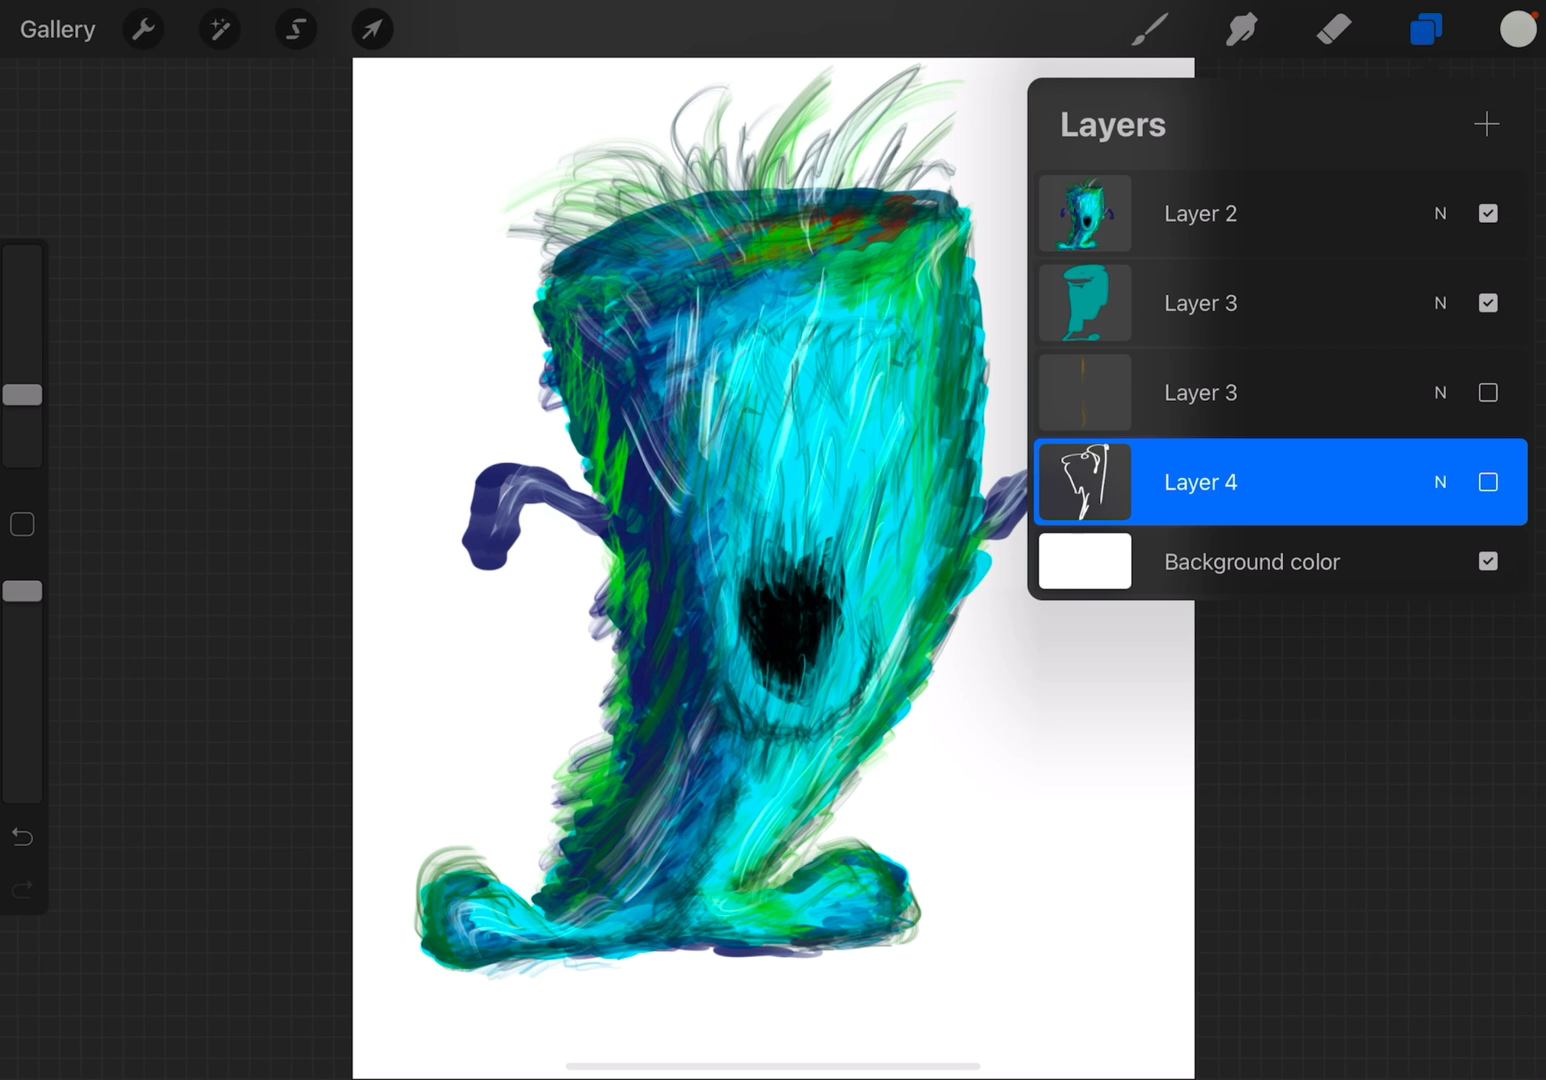 Gallery
Layers
Layer 2 N
Layer 3 N
Layer 3 N
Layer 4 N
Background color